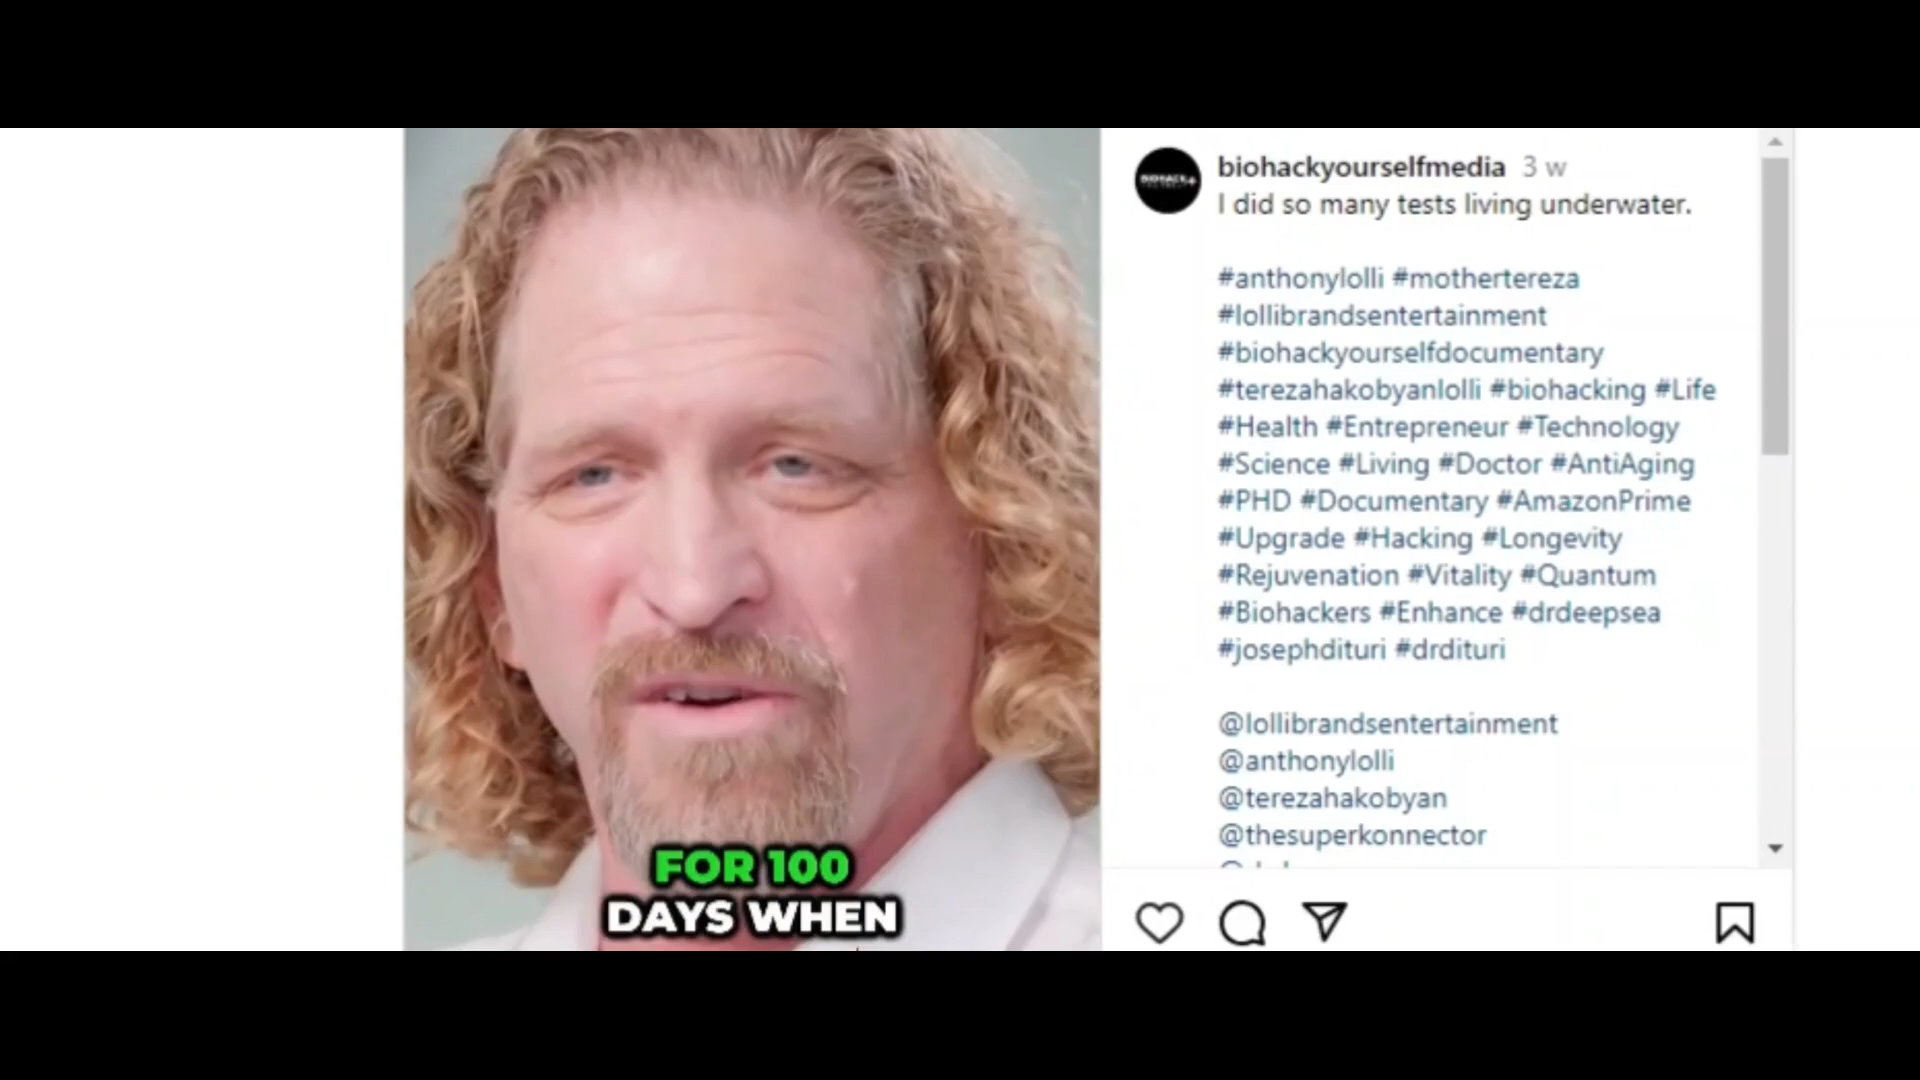 biohackyourselfmedia 3 w
I did so many tests living underwater.
#anthonylolli #mothertereza
#lollibrandsentertainment
#biohackyourselfdocumentary
#terezahakobyanlolli #biohacking #Life
#Health #Entrepreneur #Technology
#Science #Living #Doctor #AntiAging
#PHD #Documentary #AmazonPrime
#Upgrade #Hacking #Longevity
#Rejuvenation #Vitality #Quantum
#Biohackers #Enhance #drdeepsea
#josephdituri #drdituri
@lollibrandsentertainment
@anthonylolli
@terezahakobyan
@thesuperkonnector
FOR 100
DAYS WHEN